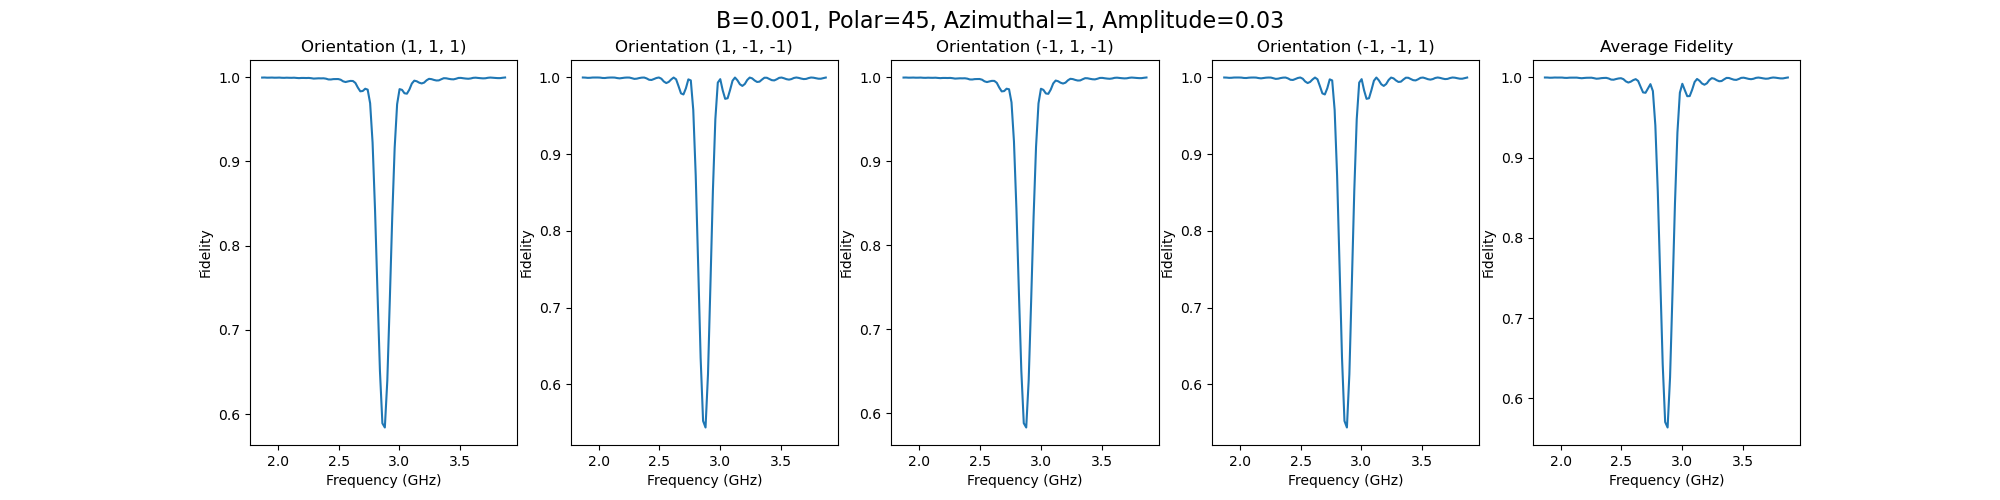 B=0.001, Polar=45, Azimuthal=1, Amplitude=0.03
Orientation (1, 1, 1)
1.0
0.9
0.8
0.7
0.6
Fidelity
2.0 2.5 3.0 3.5
Frequency (GHz)
Orientation (1, -1, -1)
1.0
0.9
0.8
0.7
0.6
Fidelity
2.0 2.5 3.0 3.5
Frequency (GHz)
Orientation (-1, 1, -1)
1.0
0.9
0.8
0.7
0.6
Fidelity
2.0 2.5 3.0 3.5
Frequency (GHz)
Orientation (-1, -1, 1)
1.0
0.9
0.8
0.7
0.6
Fidelity
2.0 2.5 3.0 3.5
Frequency (GHz)
Average Fidelity
1.0
0.9
0.8
0.7
0.6
Fidelity
2.0 2.5 3.0 3.5
Frequency (GHz)